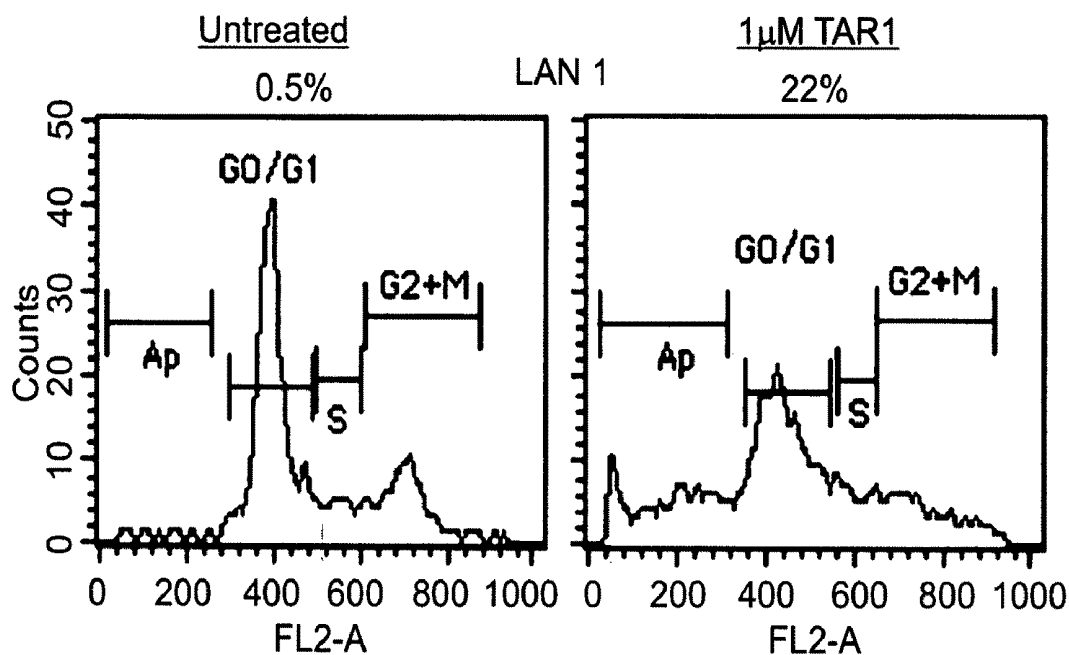 Untreated
0.5%
LAN 1
1µM TAR1
22%
Counts
50
40
30
20
10
0
G0/G1
Ap
S
G2+M
0 200 400 600 800 1000
FL2-A
G0/G1
Ap
S
G2+M
0 200 400 600 800 1000
FL2-A